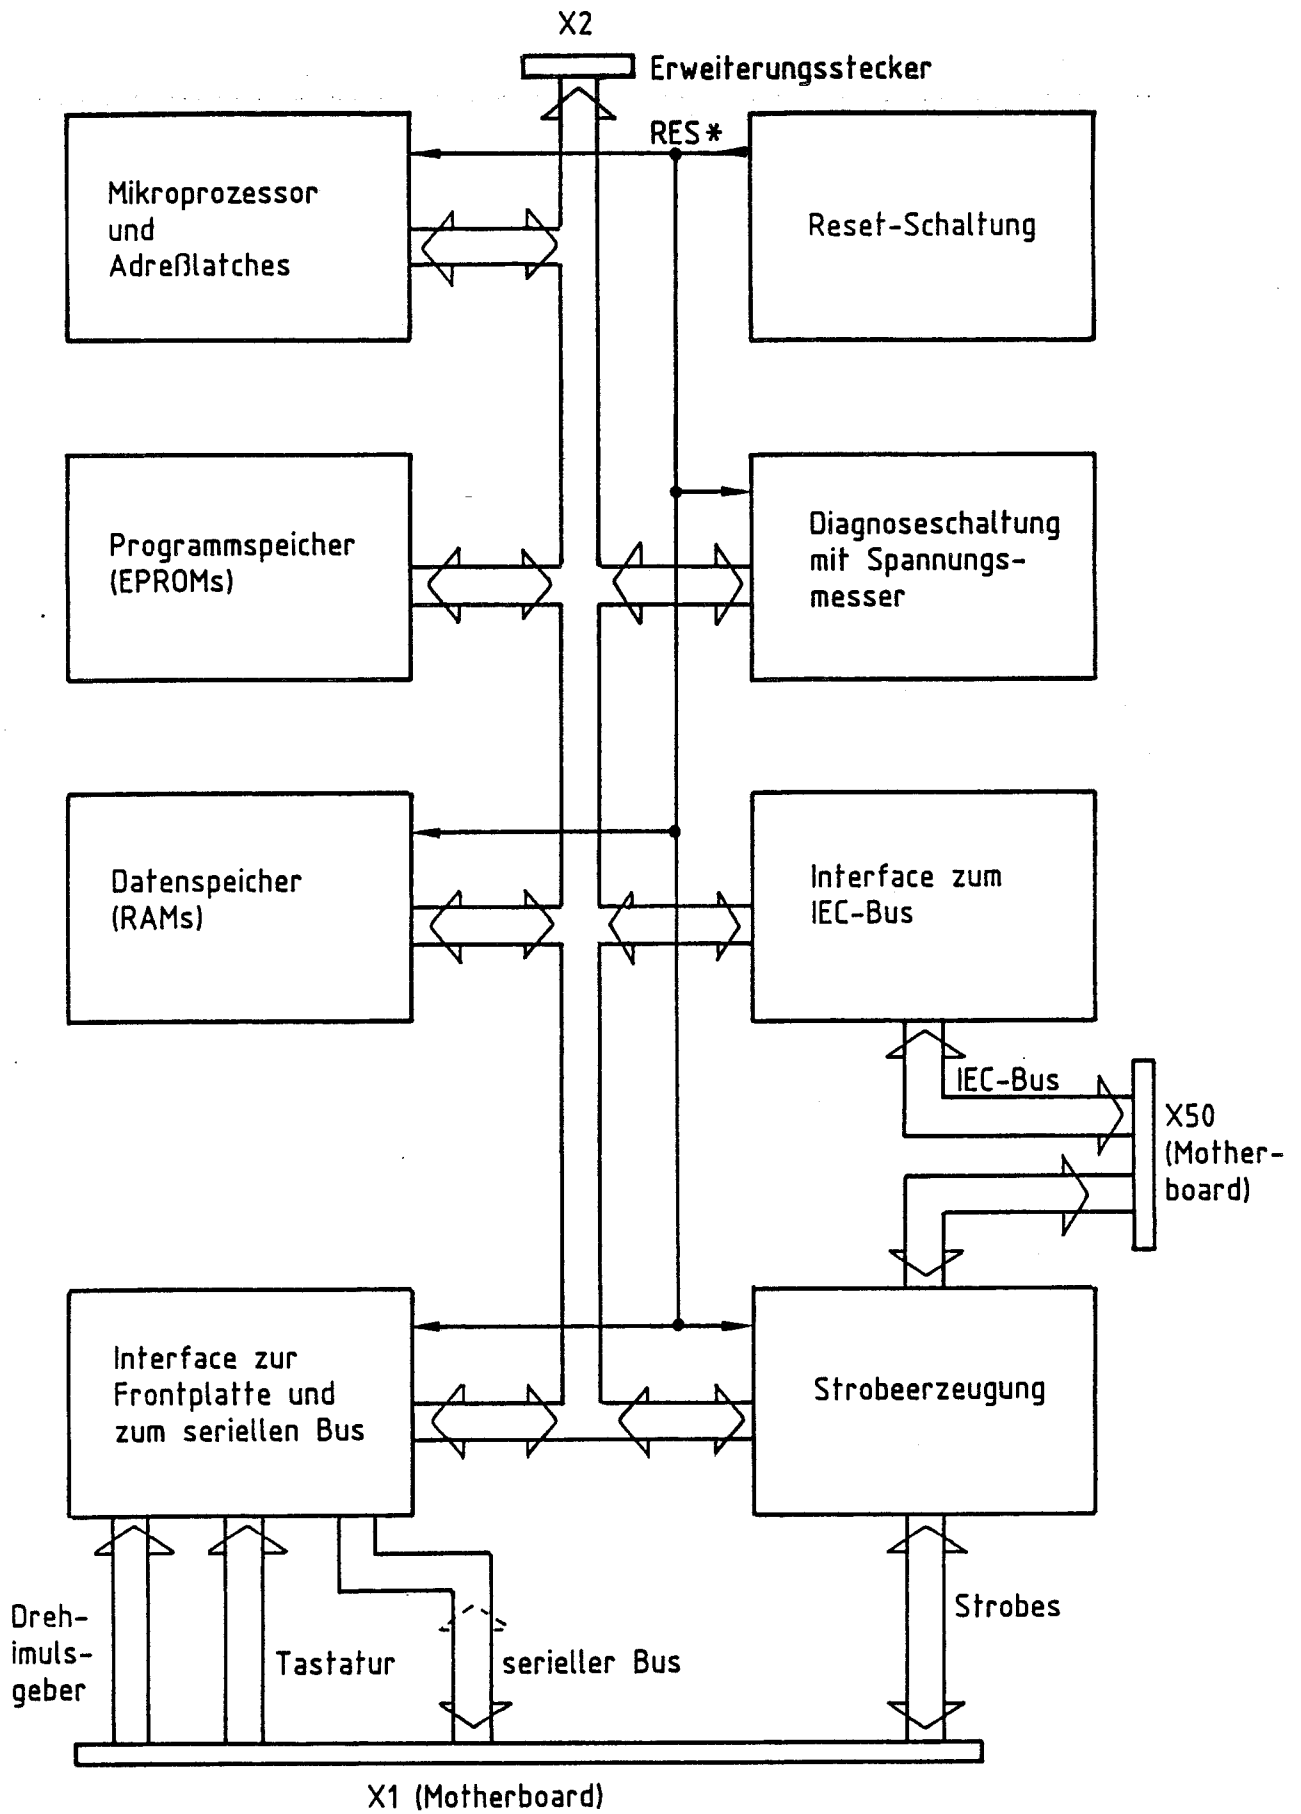 X2
Erweiterungsstecker
RES*
Mikroprozessor
und
Adreßlatches
Reset-Schaltung
Programmspeicher
(EPROMs)
Diagnoseschaltung
mit Spannungs-
messer
Datenspeicher
(RAMs)
Interface zum
IEC-Bus
IEC-Bus
X50
(Mother-
board)
Interface zur
Frontplatte und
zum seriellen Bus
Strobeerzeugung
Dreh-
imuls-
geber
Tastatur
serieller Bus
Strobes
X1 (Motherboard)